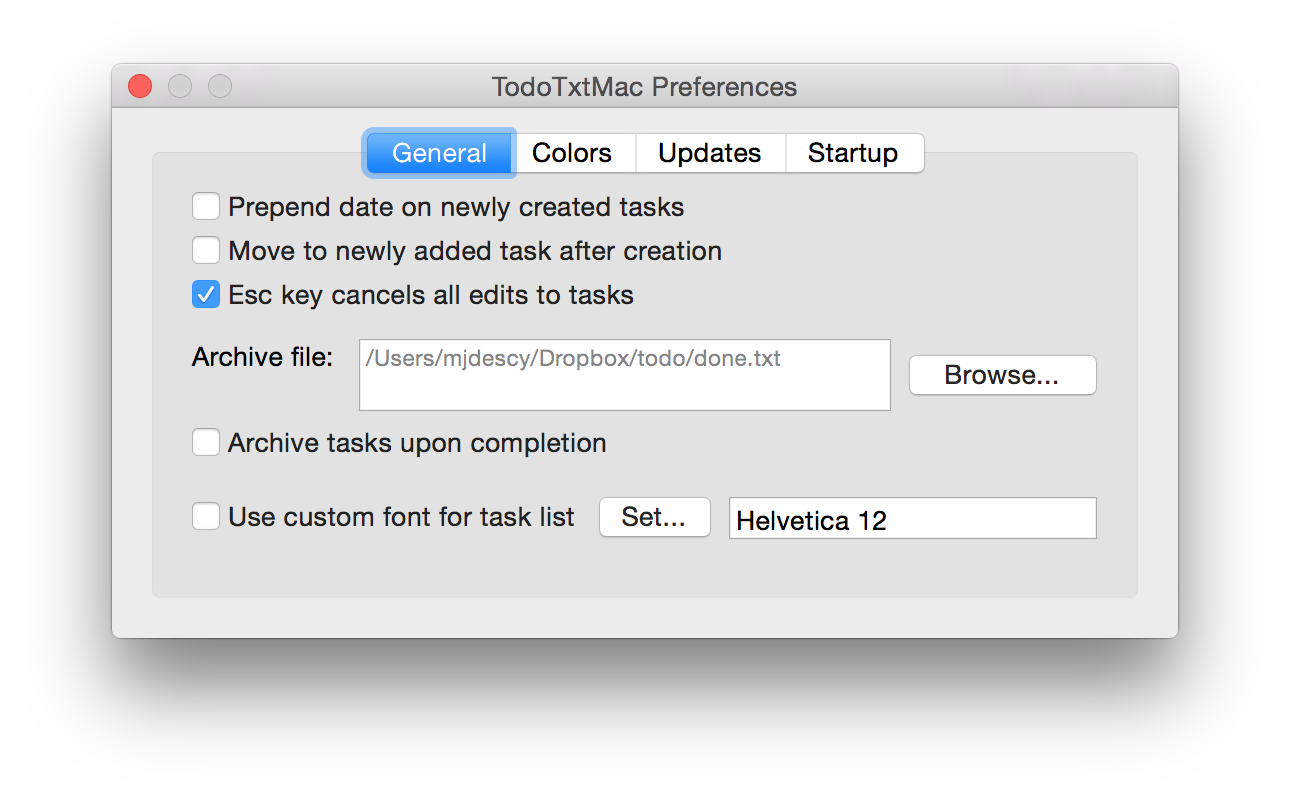 TodoTxtMac Preferences
General Colors Updates Startup
Prepend date on newly created tasks
Move to newly added task after creation
Esc key cancels all edits to tasks
Archive file: /Users/mjdescy/Dropbox/todo/done.txt Browse...
Archive tasks upon completion
Use custom font for task list Set... Helvetica 12